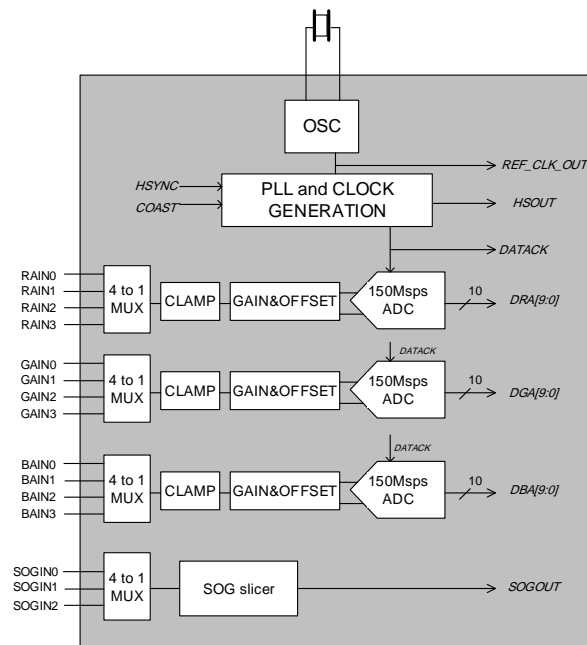 OSC
REF_CLK_OUT
HSYNC
COAST
PLL and CLOCK
GENERATION
HSOUT
DATACK
RAIN0
RAIN1
RAIN2
RAIN3
4 to 1
MUX
CLAMP
GAIN&OFFSET
150Msps
ADC
10
DRA[9:0]
DATACK
GAIN0
GAIN1
GAIN2
GAIN3
4 to 1
MUX
CLAMP
GAIN&OFFSET
150Msps
ADC
10
DGA[9:0]
DATACK
BAIN0
BAIN1
BAIN2
BAIN3
4 to 1
MUX
CLAMP
GAIN&OFFSET
150Msps
ADC
10
DBA[9:0]
SOGIN0
SOGIN1
SOGIN2
4 to 1
MUX
SOG slicer
SOGOUT